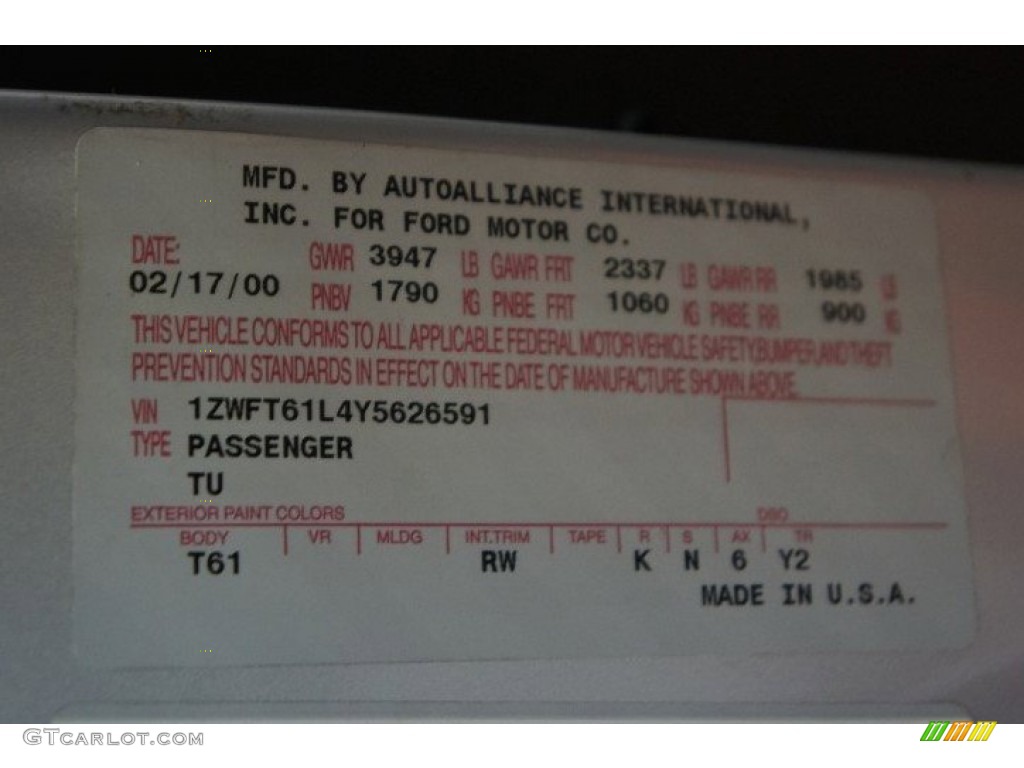 MFD. BY AUTOALLIANCE INTERNATIONAL,
INC. FOR FORD MOTOR CO.
DATE: GVWR 3947 LB GAWR FRT 2337 LB GAWR RR 1985 LB
02/17/00 PNBV 1790 KG PNBE FRT 1060 KG PNBE RR 900 KG
THIS VEHICLE CONFORMS TO ALL APPLICABLE FEDERAL MOTOR VEHICLE SAFETY, BUMPER, AND THEFT
PREVENTION STANDARDS IN EFFECT ON THE DATE OF MANUFACTURE SHOWN ABOVE.
VIN 1ZWFT61L4Y5626591
TYPE PASSENGER
TU
EXTERIOR PAINT COLORS DSO
BODY VR MLDG INT.TRIM TAPE R S AX TR
T61 RW K N 6 Y2
MADE IN U.S.A.
GTCARLOT.COM